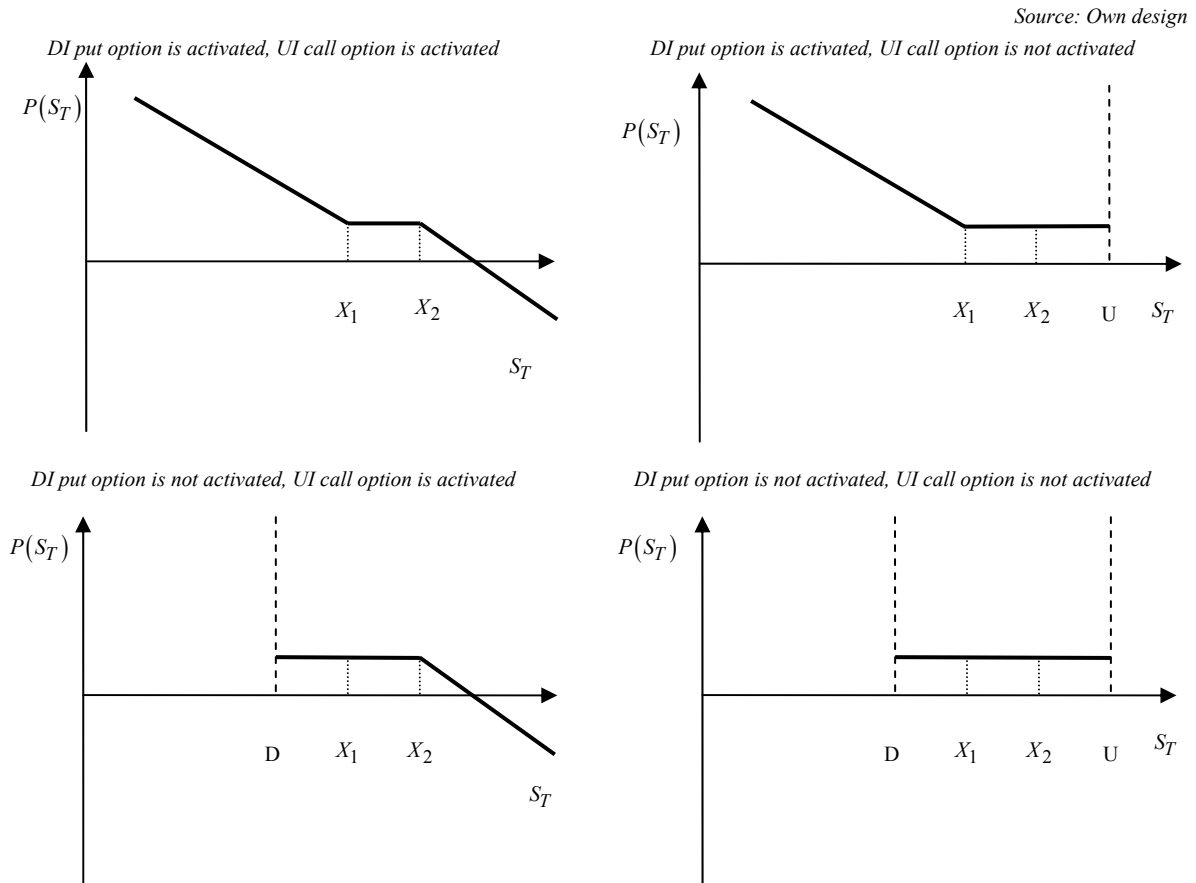 Source: Own design
DI put option is activated, UI call option is activated
P(S_T)
X_1 X_2
S_T
DI put option is activated, UI call option is not activated
P(S_T)
X_1 X_2 U S_T
DI put option is not activated, UI call option is activated
P(S_T)
D X_1 X_2
S_T
DI put option is not activated, UI call option is not activated
P(S_T)
D X_1 X_2 U S_T